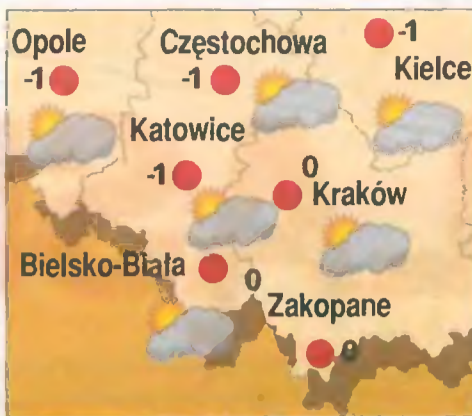 Opole
-1
Częstochowa
-1
-1
Kielce
Katowice
-1
0
Kraków
Bielsko-Biała
0
Zakopane
0